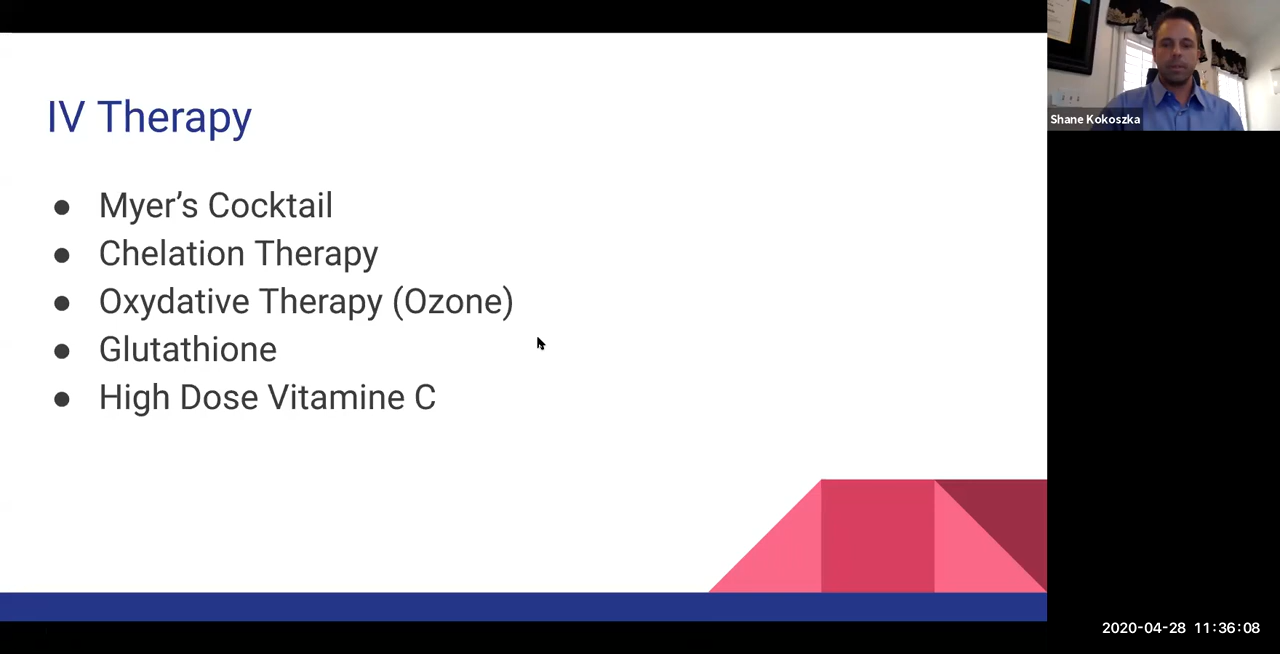 IV Therapy
● Myer’s Cocktail
● Chelation Therapy
● Oxydative Therapy (Ozone)
● Glutathione
● High Dose Vitamine C
Shane Kokoszka
2020-04-28 11:36:08